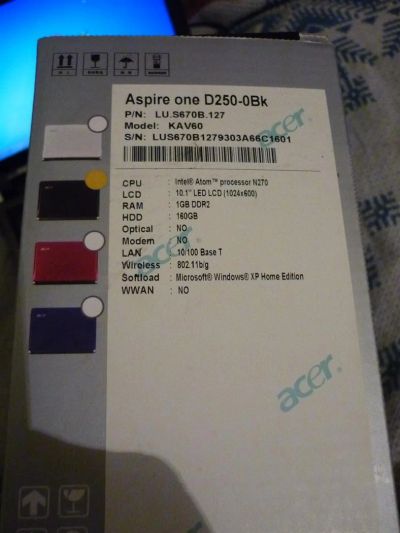 Aspire one D250-0Bk
P/N: LU.S670B.127
Model: KAV60
S/N: LUS670B1279303A66C1601
acer
CPU : Intel® Atom™ processor N270
LCD : 10.1" LED LCD (1024x600)
RAM : 1GB DDR2
HDD : 160GB
Optical : NO
Modem : NO
LAN : 10/100 Base T
Wireless : 802.11b/g
Softload : Microsoft® Windows® XP Home Edition
WWAN : NO
acer
acer